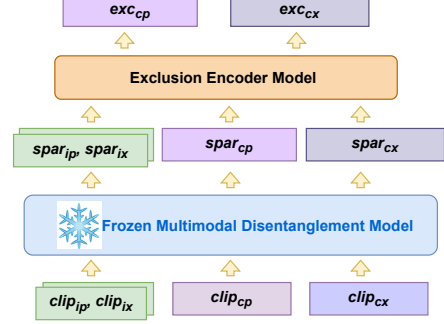 exc_cp exc_cx
Exclusion Encoder Model
spar_ip, spar_ix spar_cp spar_cx
Frozen Multimodal Disentanglement Model
clip_ip, clip_ix clip_cp clip_cx